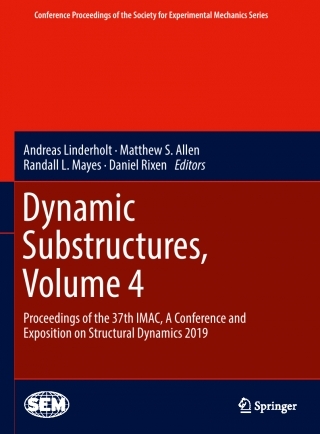 Conference Proceedings of the Society for Experimental Mechanics Series
Andreas Linderholt · Matthew S. Allen
Randall L. Mayes · Daniel Rixen Editors
Dynamic
Substructures,
Volume 4
Proceedings of the 37th IMAC, A Conference and
Exposition on Structural Dynamics 2019
SEM
Springer